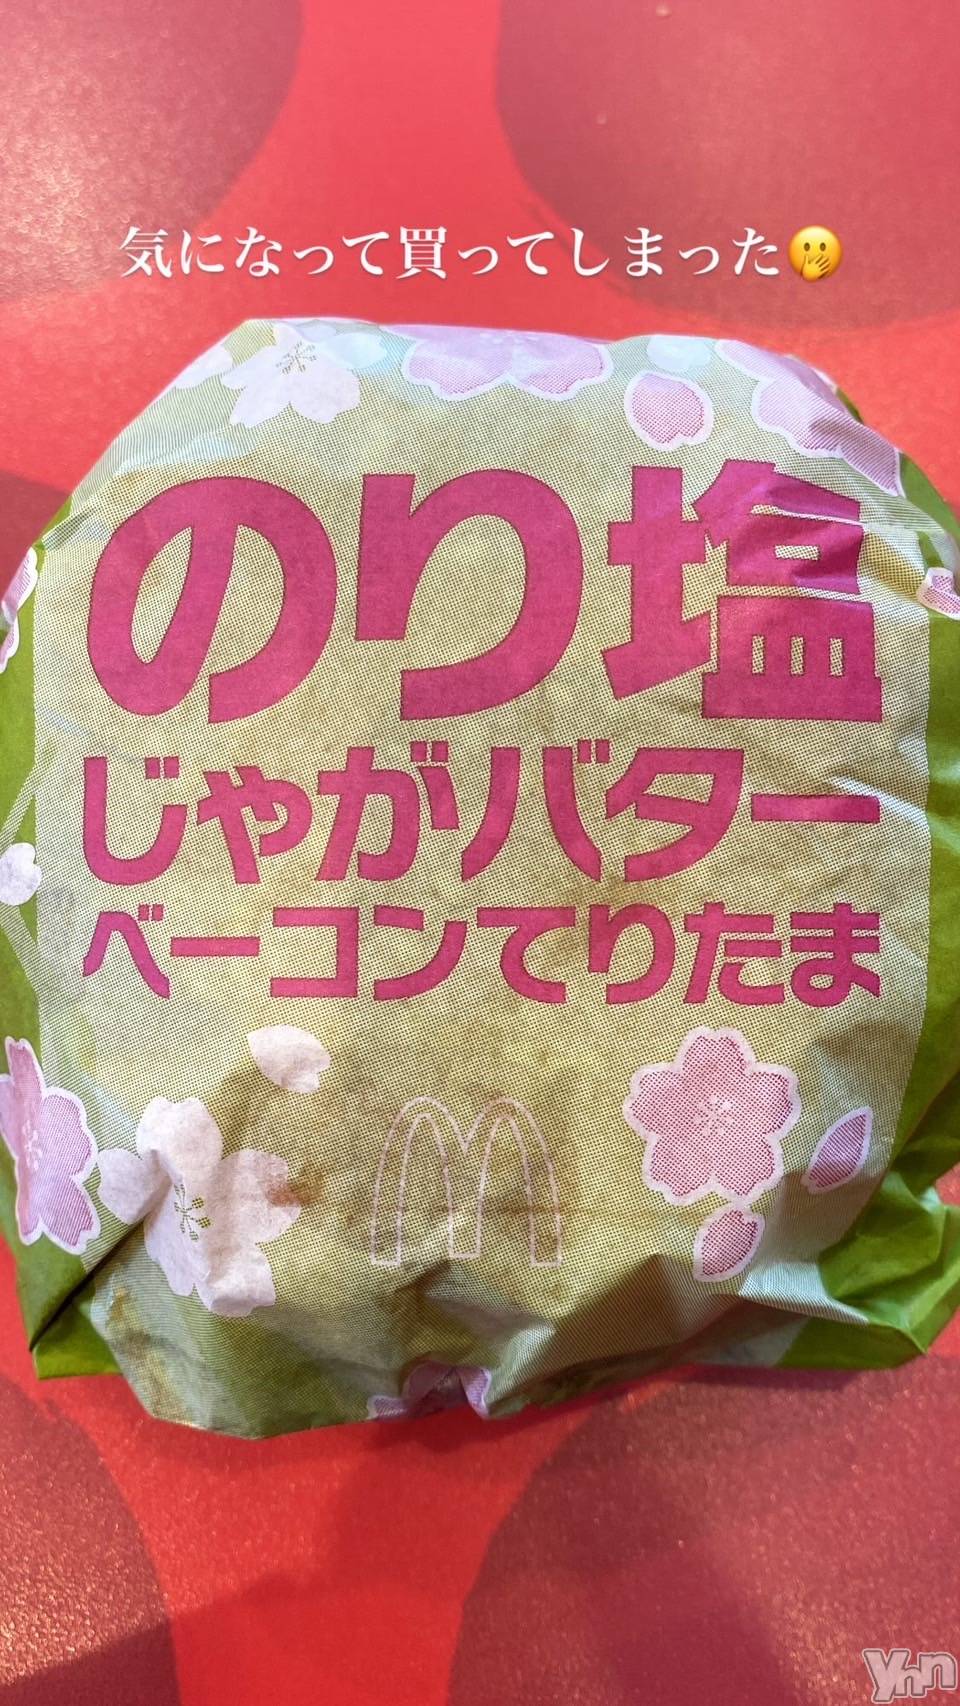 気になって買ってしまった🫢
のり塩
じゃがバター
ベーコンてりたま
M
Yhn